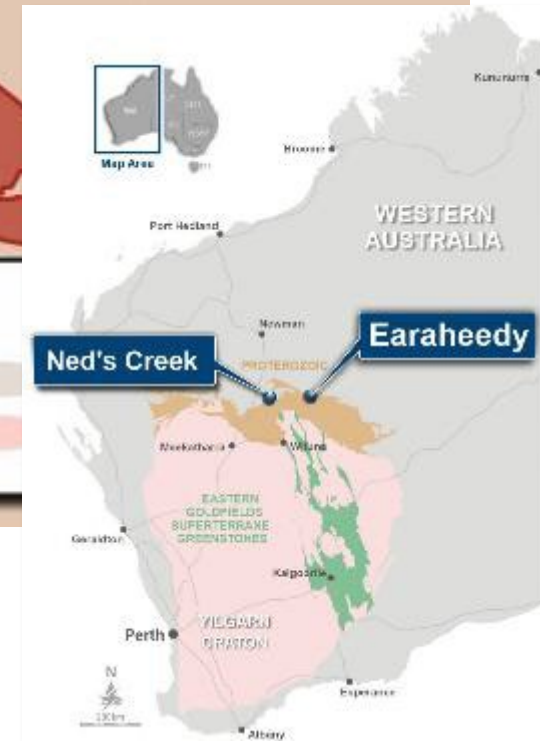 Kununurra
Map Area
Broome
WESTERN
AUSTRALIA
Port Hedland
Newman
Ned's Creek
Earaheedy
PROTEROZOIC
Meekatharra
Wiluna
EASTERN
GOLDFIELDS
SUPERTERRANE
GREENSTONES
Geraldton
Kalgoorlie
YILGARN
CRATON
Perth
N
Esperance
Albany